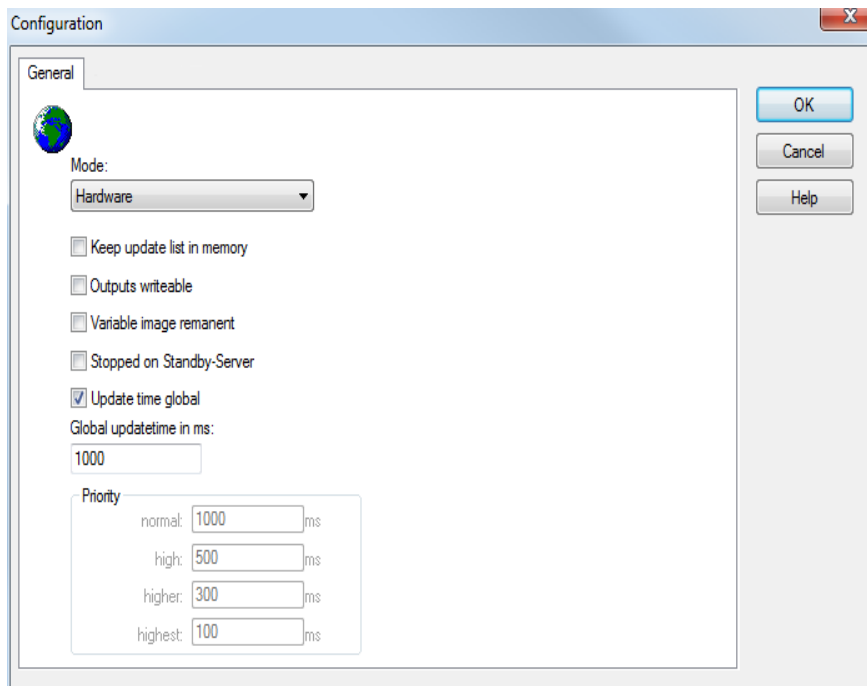 Configuration
X
General
OK
Cancel
Help
Mode:
Hardware
Keep update list in memory
Outputs writeable
Variable image remanent
Stopped on Standby-Server
Update time global
Global updatetime in ms:
1000
Priority
normal: 1000 ms
high: 500 ms
higher: 300 ms
highest: 100 ms